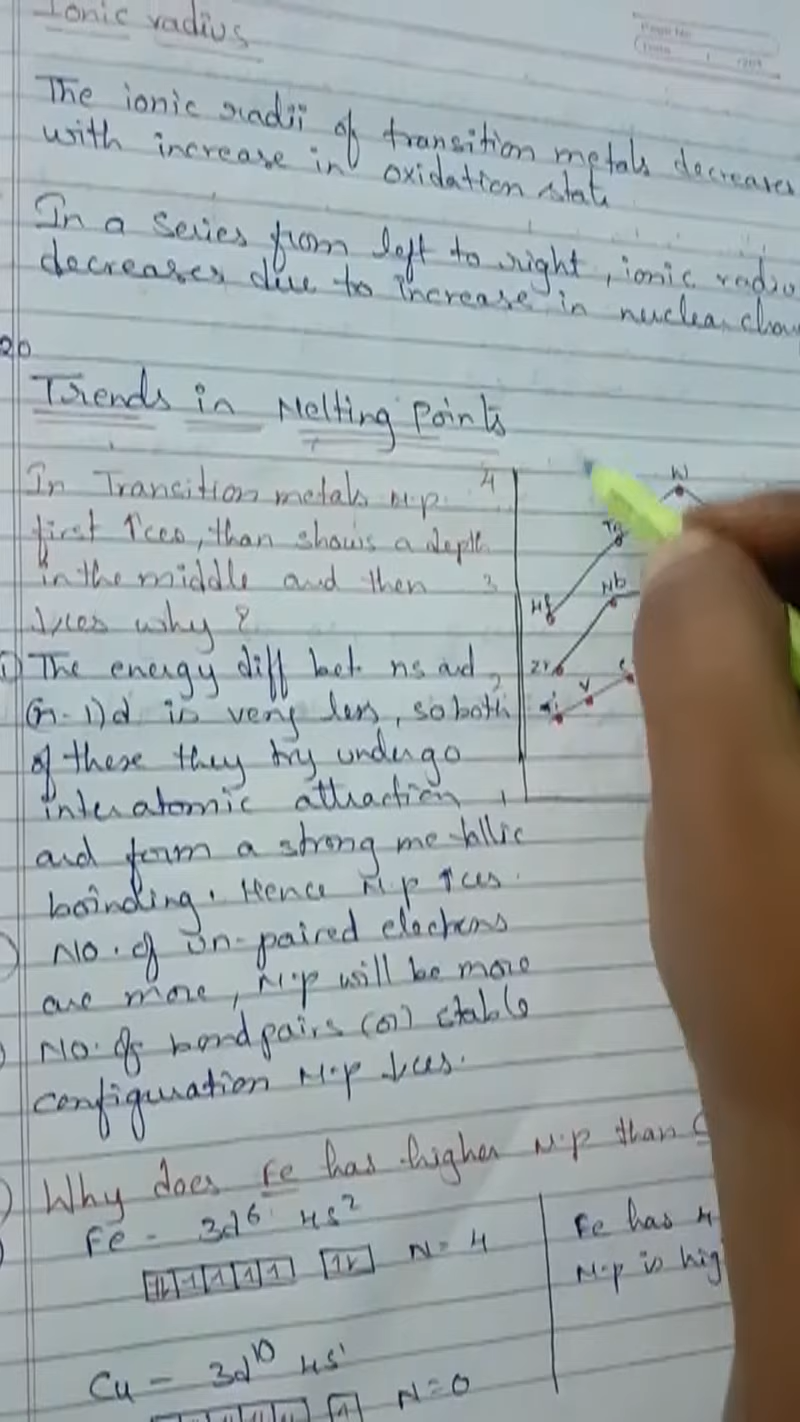 Ionic radius
The ionic radii of transition metals decreases
with increase in oxidation state
In a series from left to right, ionic radiu
decreases due to increase in nuclear char
20
Trends in Melting Points
In Transition metals M.p.
first ↑ces, than shows a depth
in the middle and then
↓ces why ?
4
3
2
1
W
Ta
Hf
Nb
Zr
V
Ti
i) The energy diff bet ns and
(n-1)d is very less, so both
of these they try undergo
interatomic attraction
and form a strong metallic
boinding. Hence M.p ↑ces.
) No. of un-paired electrons
are more, M.p will be more
) No. of bond pairs (or) stable
configuration M.p ↓ces.
) Why does Fe has higher M.p than C
Fe - 3d⁶ 4s² 
N = 4
Fe has 4
M.p is hig
Cu - 3d¹⁰ 4s¹
N=0